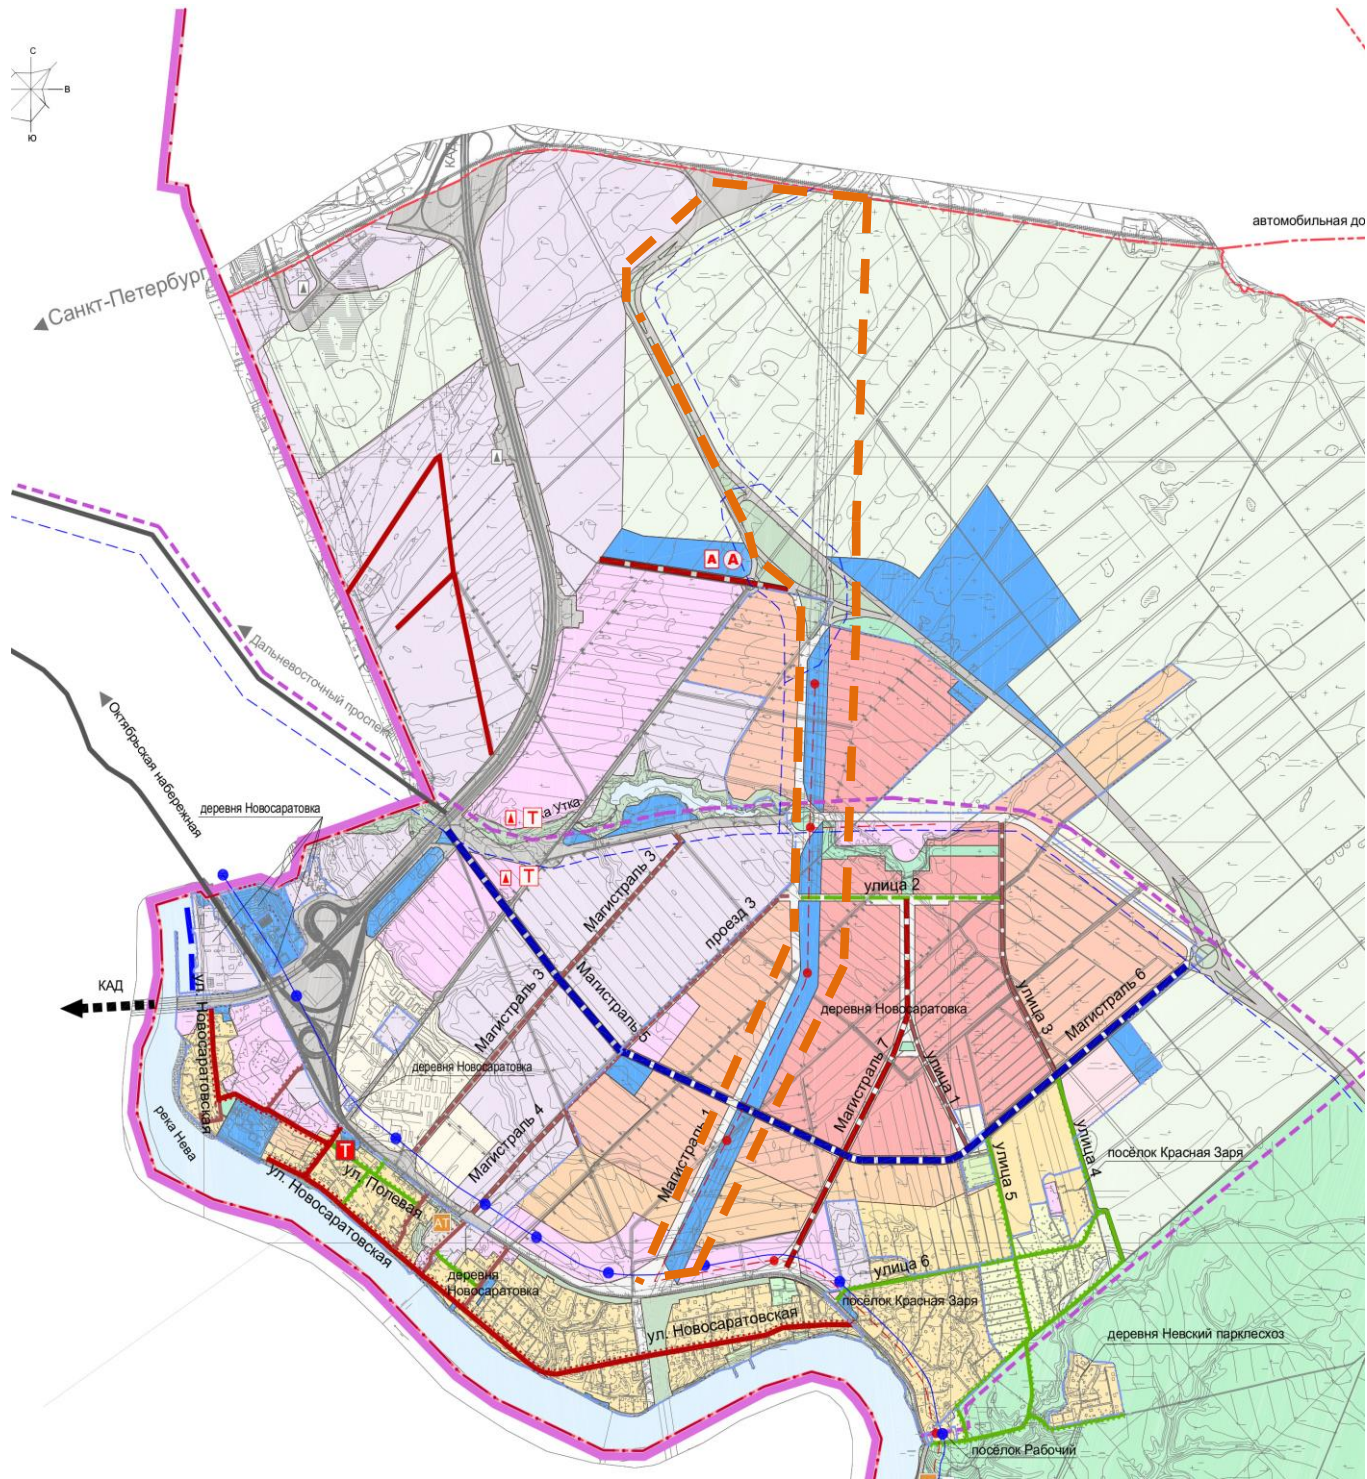 С
В
Ю
КАД
автомобильная до
Санкт-Петербург
А А
Дальневосточный проспект
Октябрьская набережная
деревня Новосаратовка
ка Утка
Т
Т
Магистраль 3
проезд 3
улица 2
КАД
ул. Новосаратовская
Магистраль 3
Магистраль 5
деревня Новосаратовка
улица 3
Магистраль 6
деревня Новосаратовка
река Нева
Магистраль 4
Магистраль 1
Магистраль 7
улица 1
улица 4
посёлок Красная Заря
Т
ул. Полевая
ул. Новосаратовская
АТ
улица 5
деревня
Новосаратовка
улица 6
посёлок Красная Заря
ул. Новосаратовская
деревня Невский парклесхоз
посёлок Рабочий